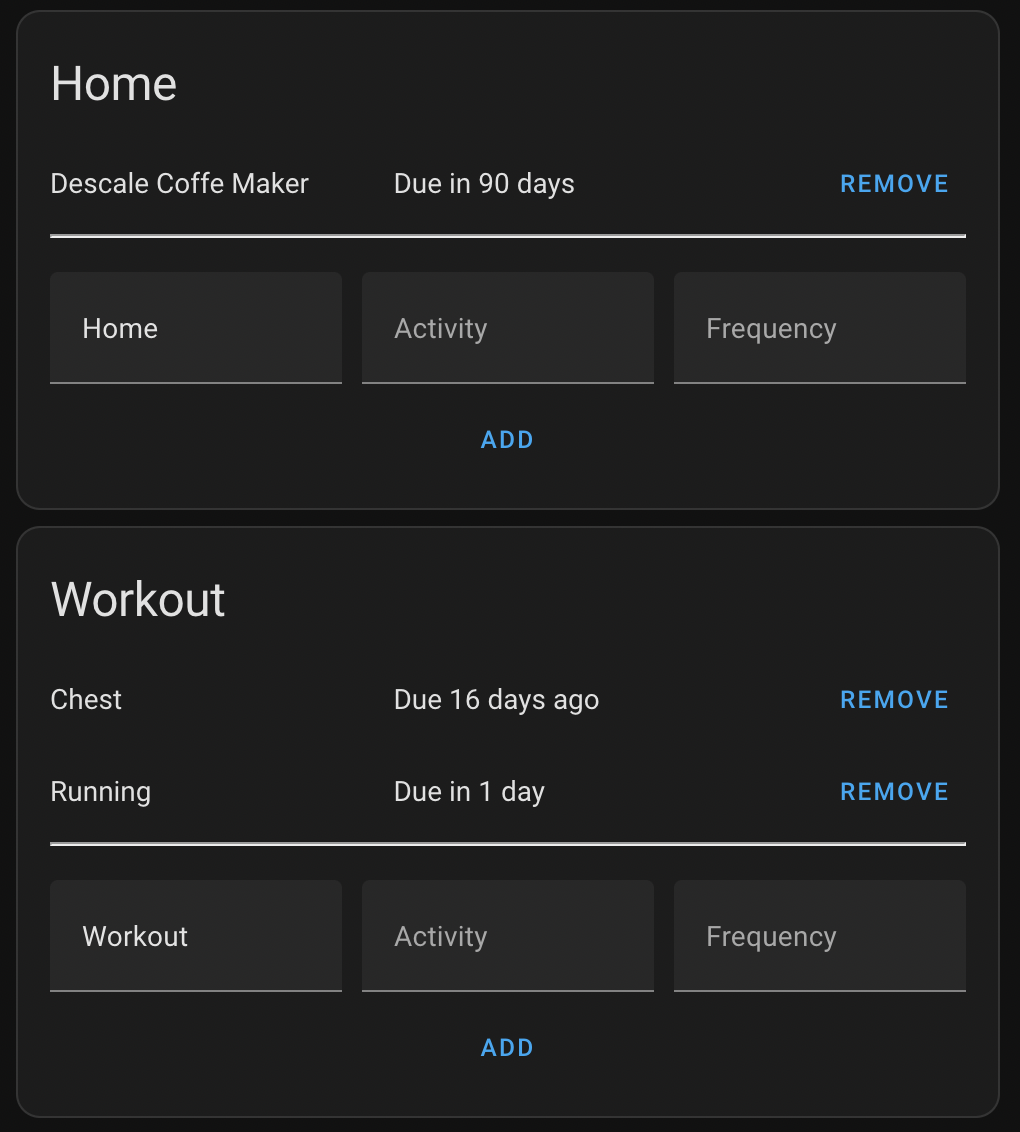 Home
Descale Coffe Maker Due in 90 days REMOVE
Home Activity Frequency
ADD
Workout
Chest Due 16 days ago REMOVE
Running Due in 1 day REMOVE
Workout Activity Frequency
ADD